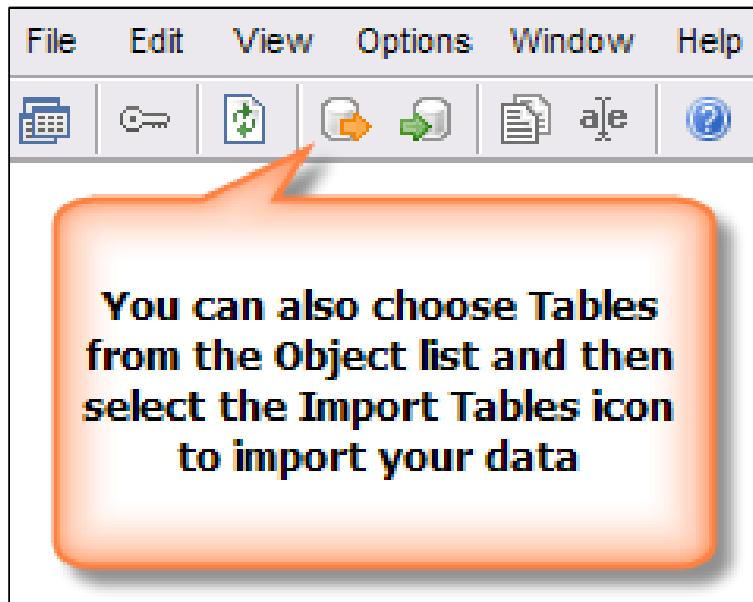 File Edit View Options Window Help
a e
You can also choose Tables
from the Object list and then
select the Import Tables icon
to import your data